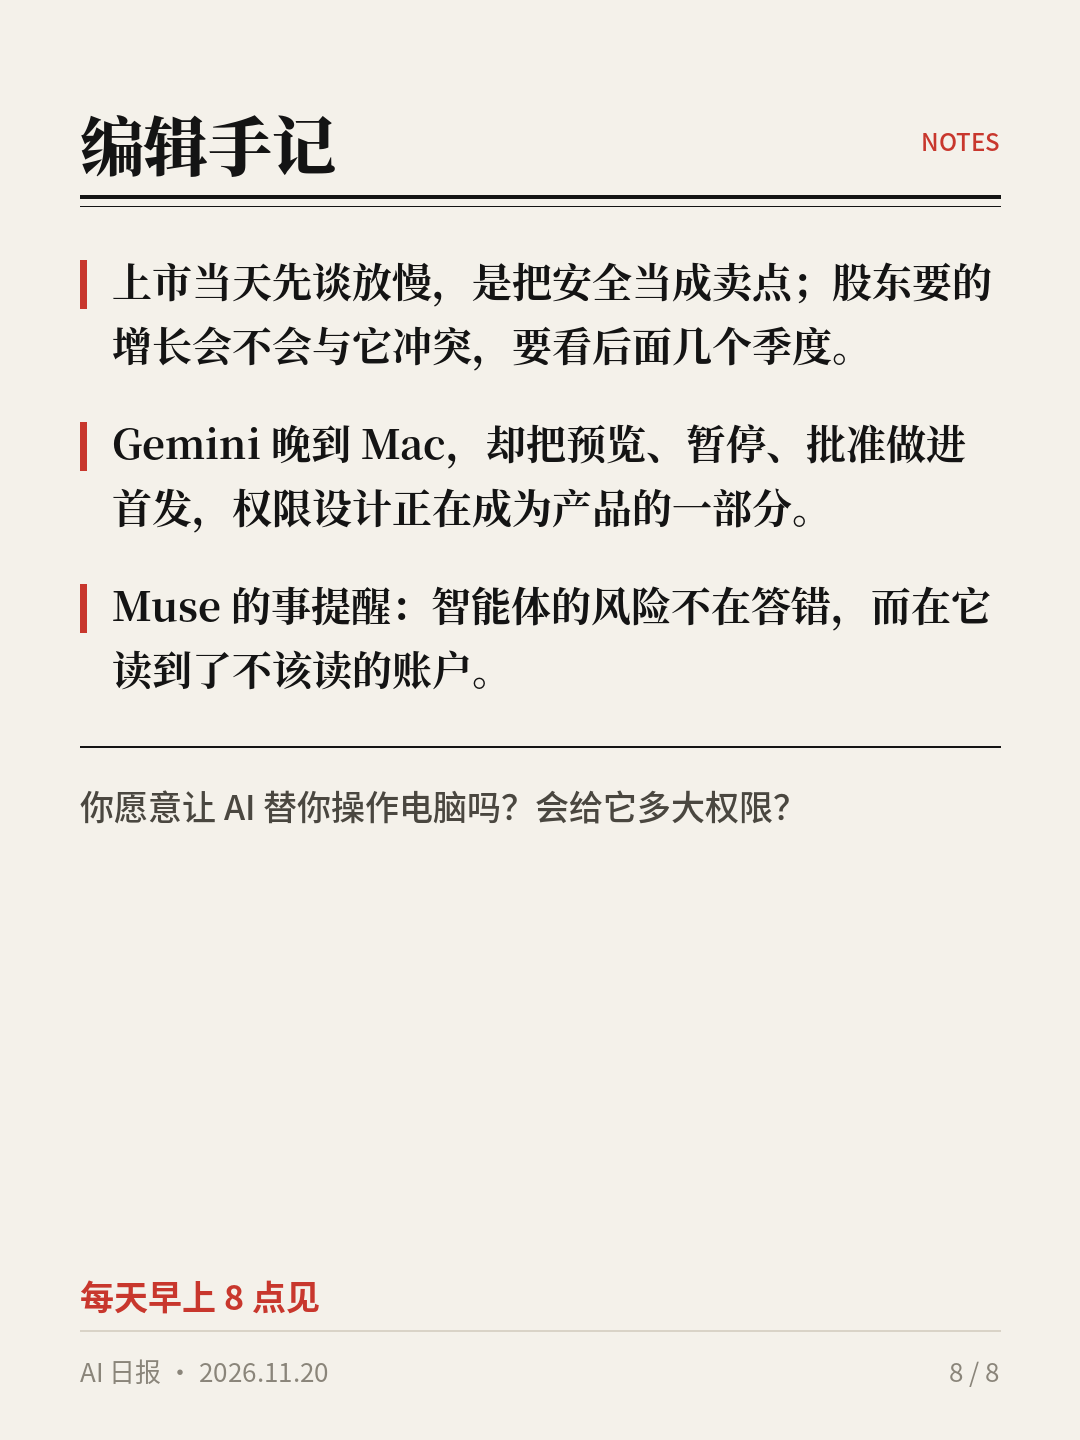 编辑手记
NOTES
上市当天先谈放慢，是把安全当成卖点；股东要的
增长会不会与它冲突，要看后面几个季度。
Gemini 晚到 Mac，却把预览、暂停、批准做进
首发，权限设计正在成为产品的一部分。
Muse 的事提醒：智能体的风险不在答错，而在它
读到了不该读的账户。
你愿意让 AI 替你操作电脑吗？会给它多大权限？
每天早上 8 点见
AI 日报 · 2026.11.20
8 / 8